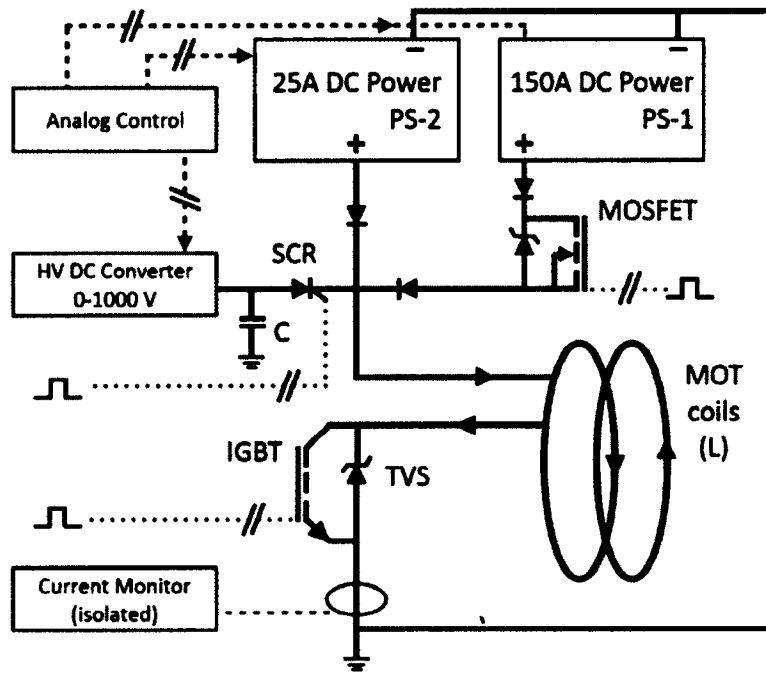 25A DC Power
PS-2
−
+
150A DC Power
PS-1
−
+
Analog Control
MOSFET
SCR
HV DC Converter
0-1000 V
C
MOT
coils
(L)
IGBT
TVS
Current Monitor
(isolated)